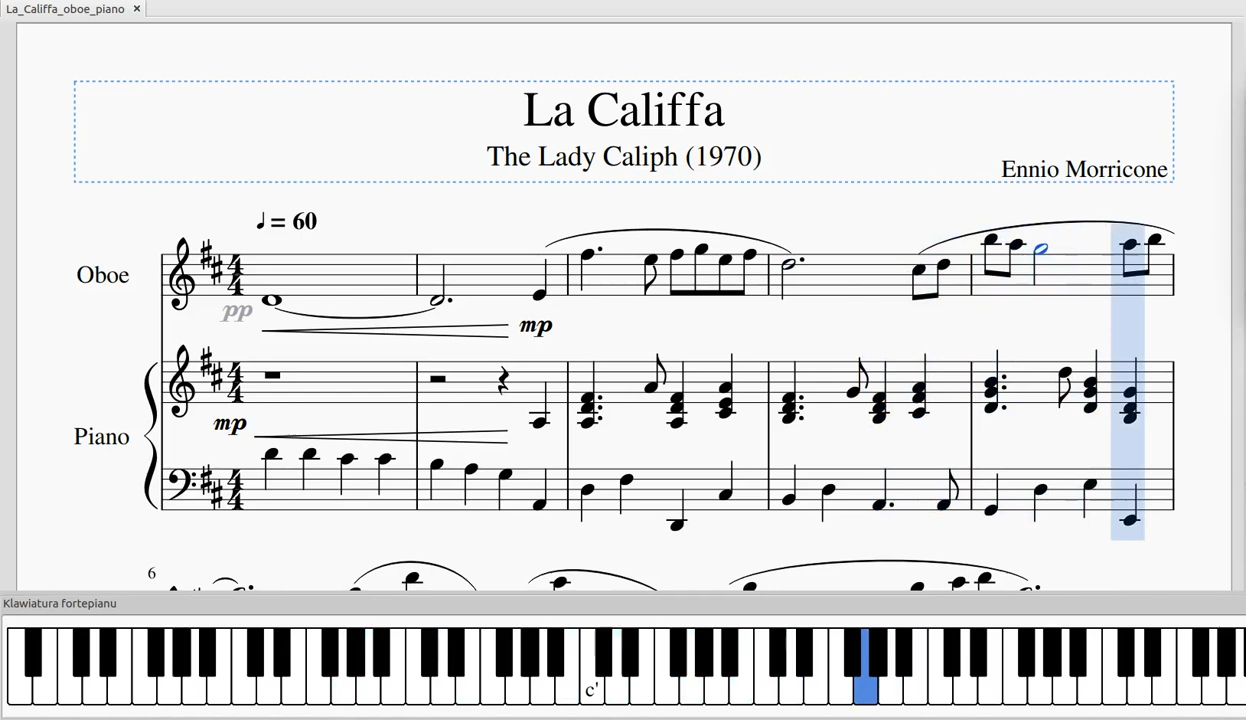 La_Califfa_oboe_piano ×
La Califfa
The Lady Caliph (1970)
Ennio Morricone
♩ = 60
Oboe
pp
mp
mp
Piano
6
Klawiatura fortepianu
c'